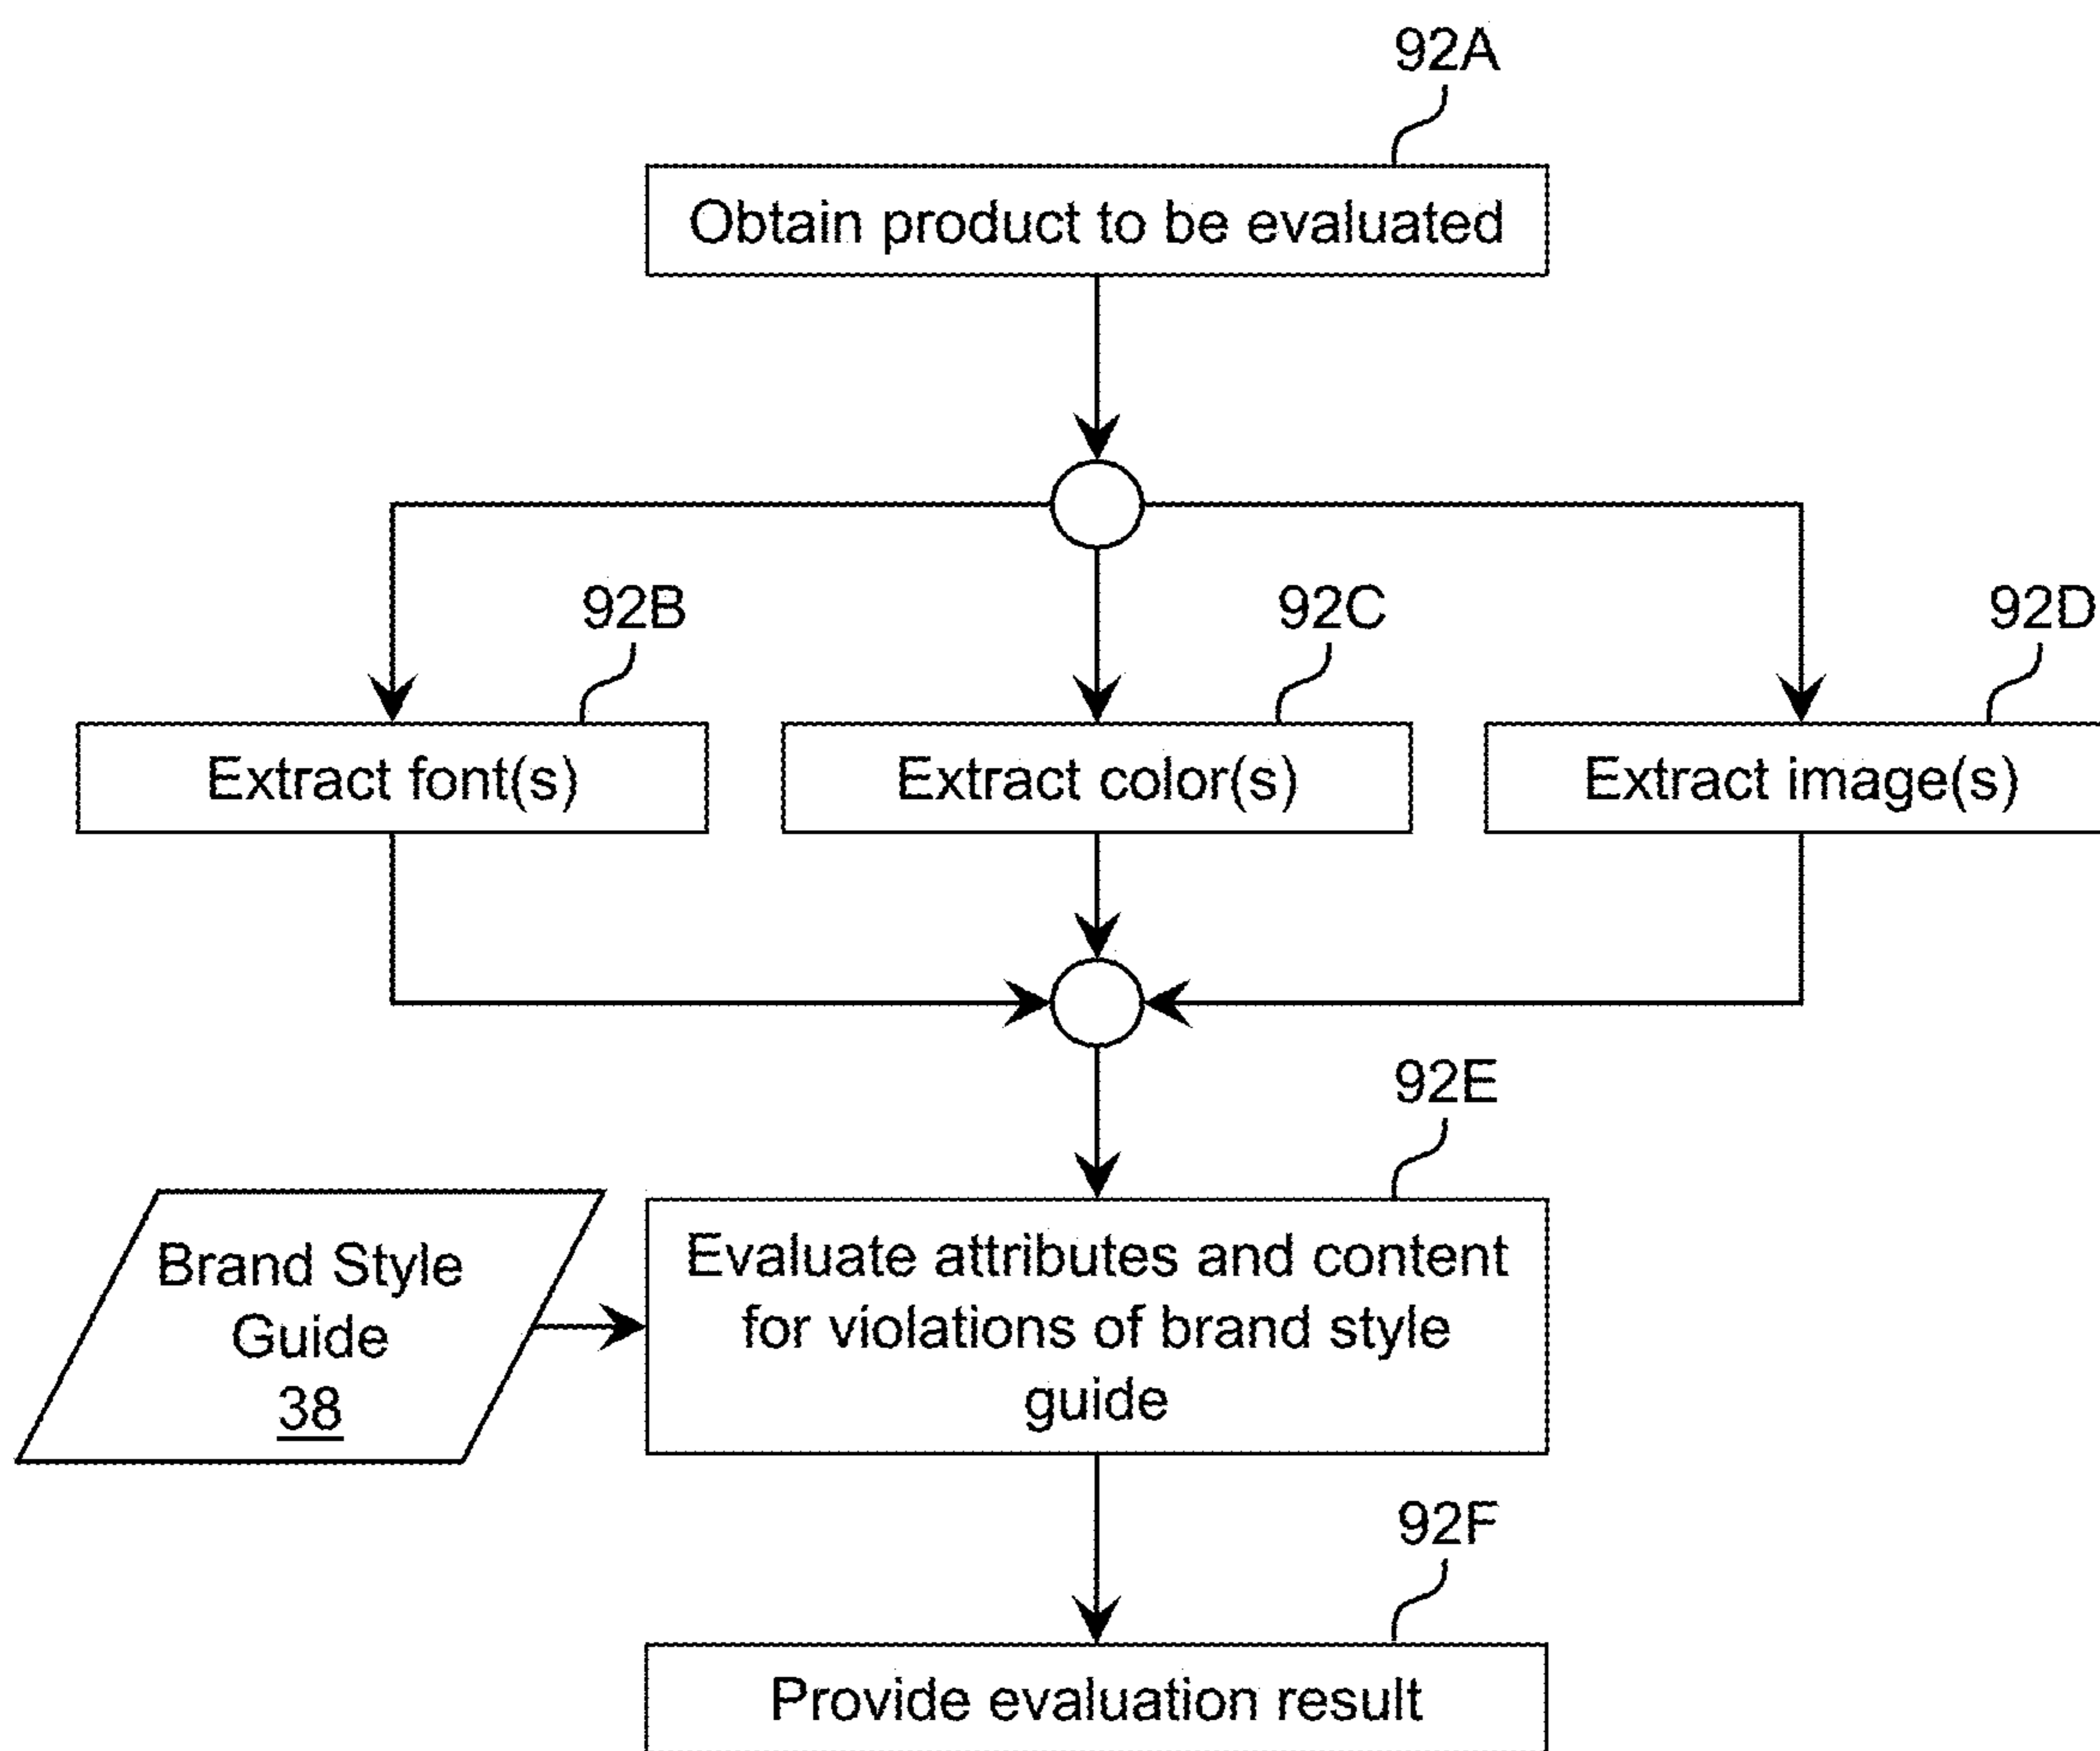 92A
Obtain product to be evaluated
92B
92C
92D
Extract font(s)
Extract color(s)
Extract image(s)
92E
Brand Style
Guide
38
Evaluate attributes and content
for violations of brand style
guide
92F
Provide evaluation result